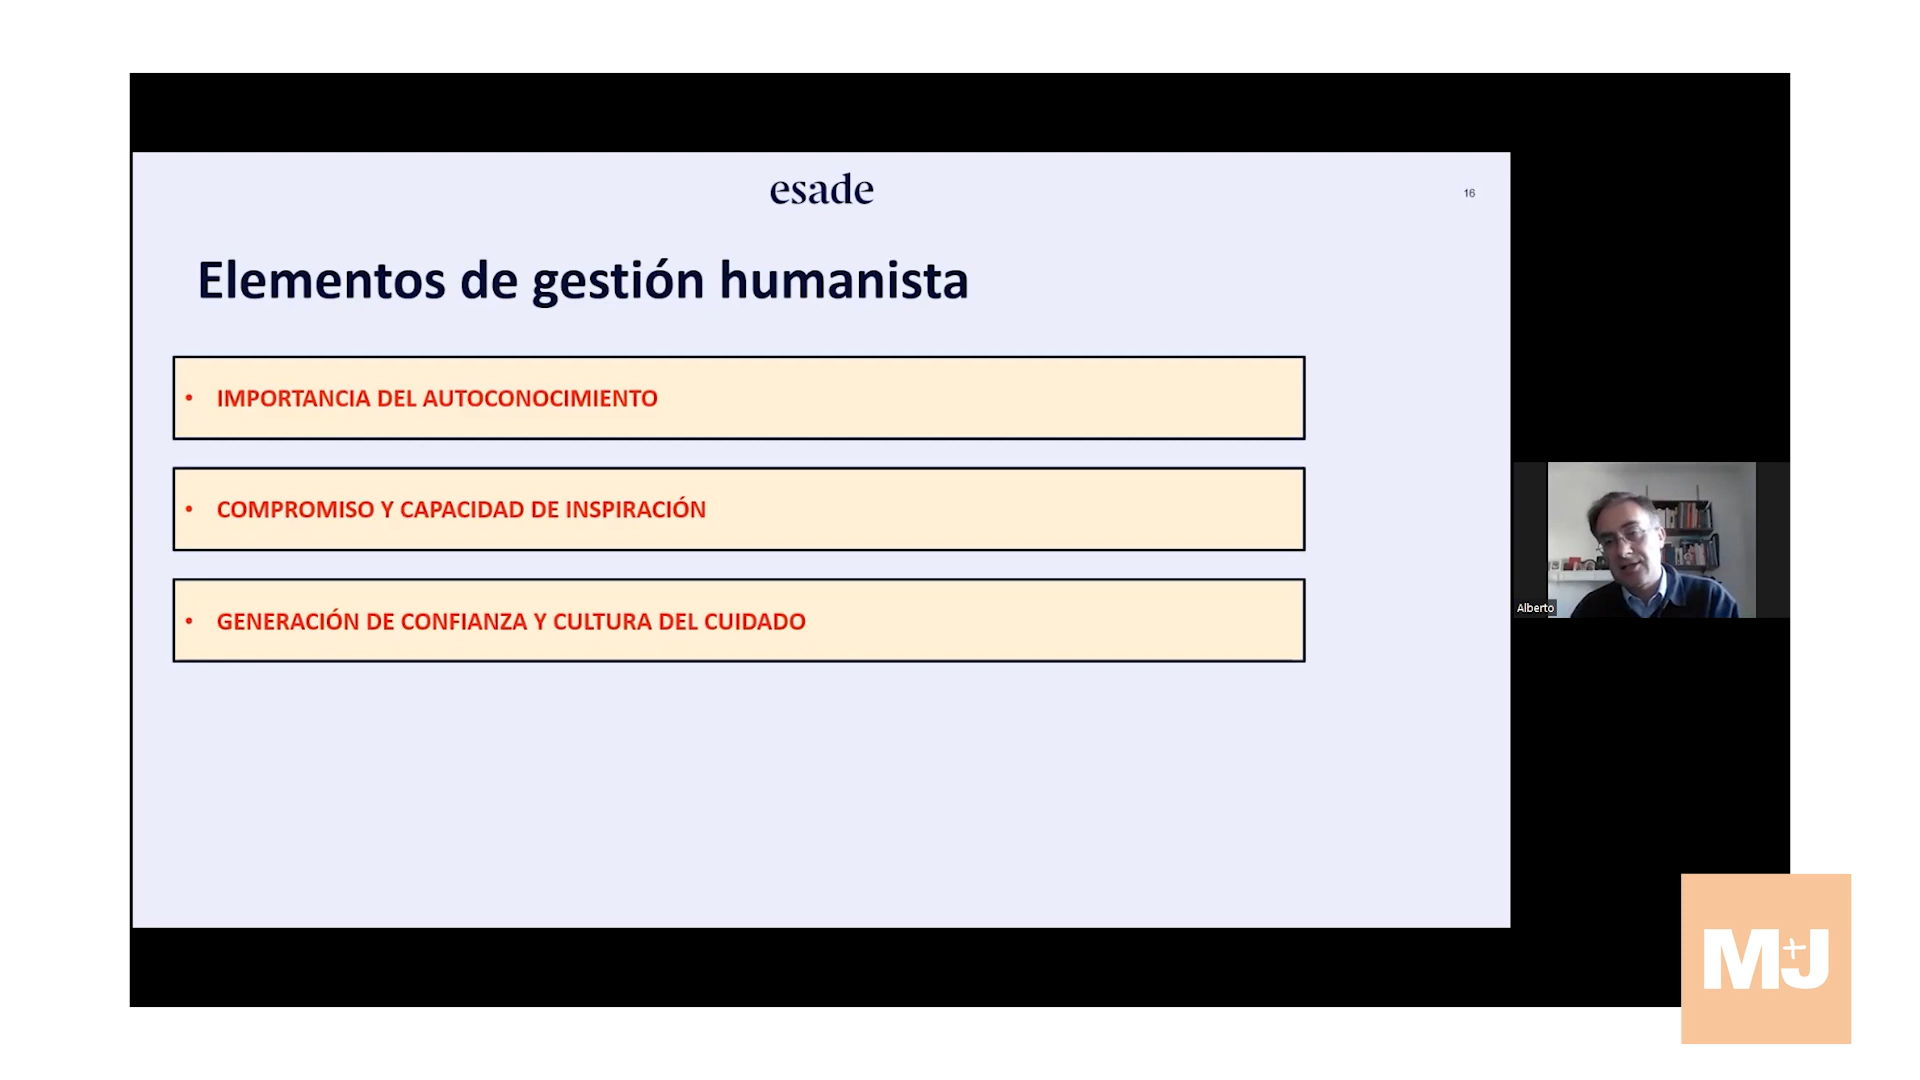 esade
16
Elementos de gestión humanista
• IMPORTANCIA DEL AUTOCONOCIMIENTO
• COMPROMISO Y CAPACIDAD DE INSPIRACIÓN
• GENERACIÓN DE CONFIANZA Y CULTURA DEL CUIDADO
Alberto
M+J